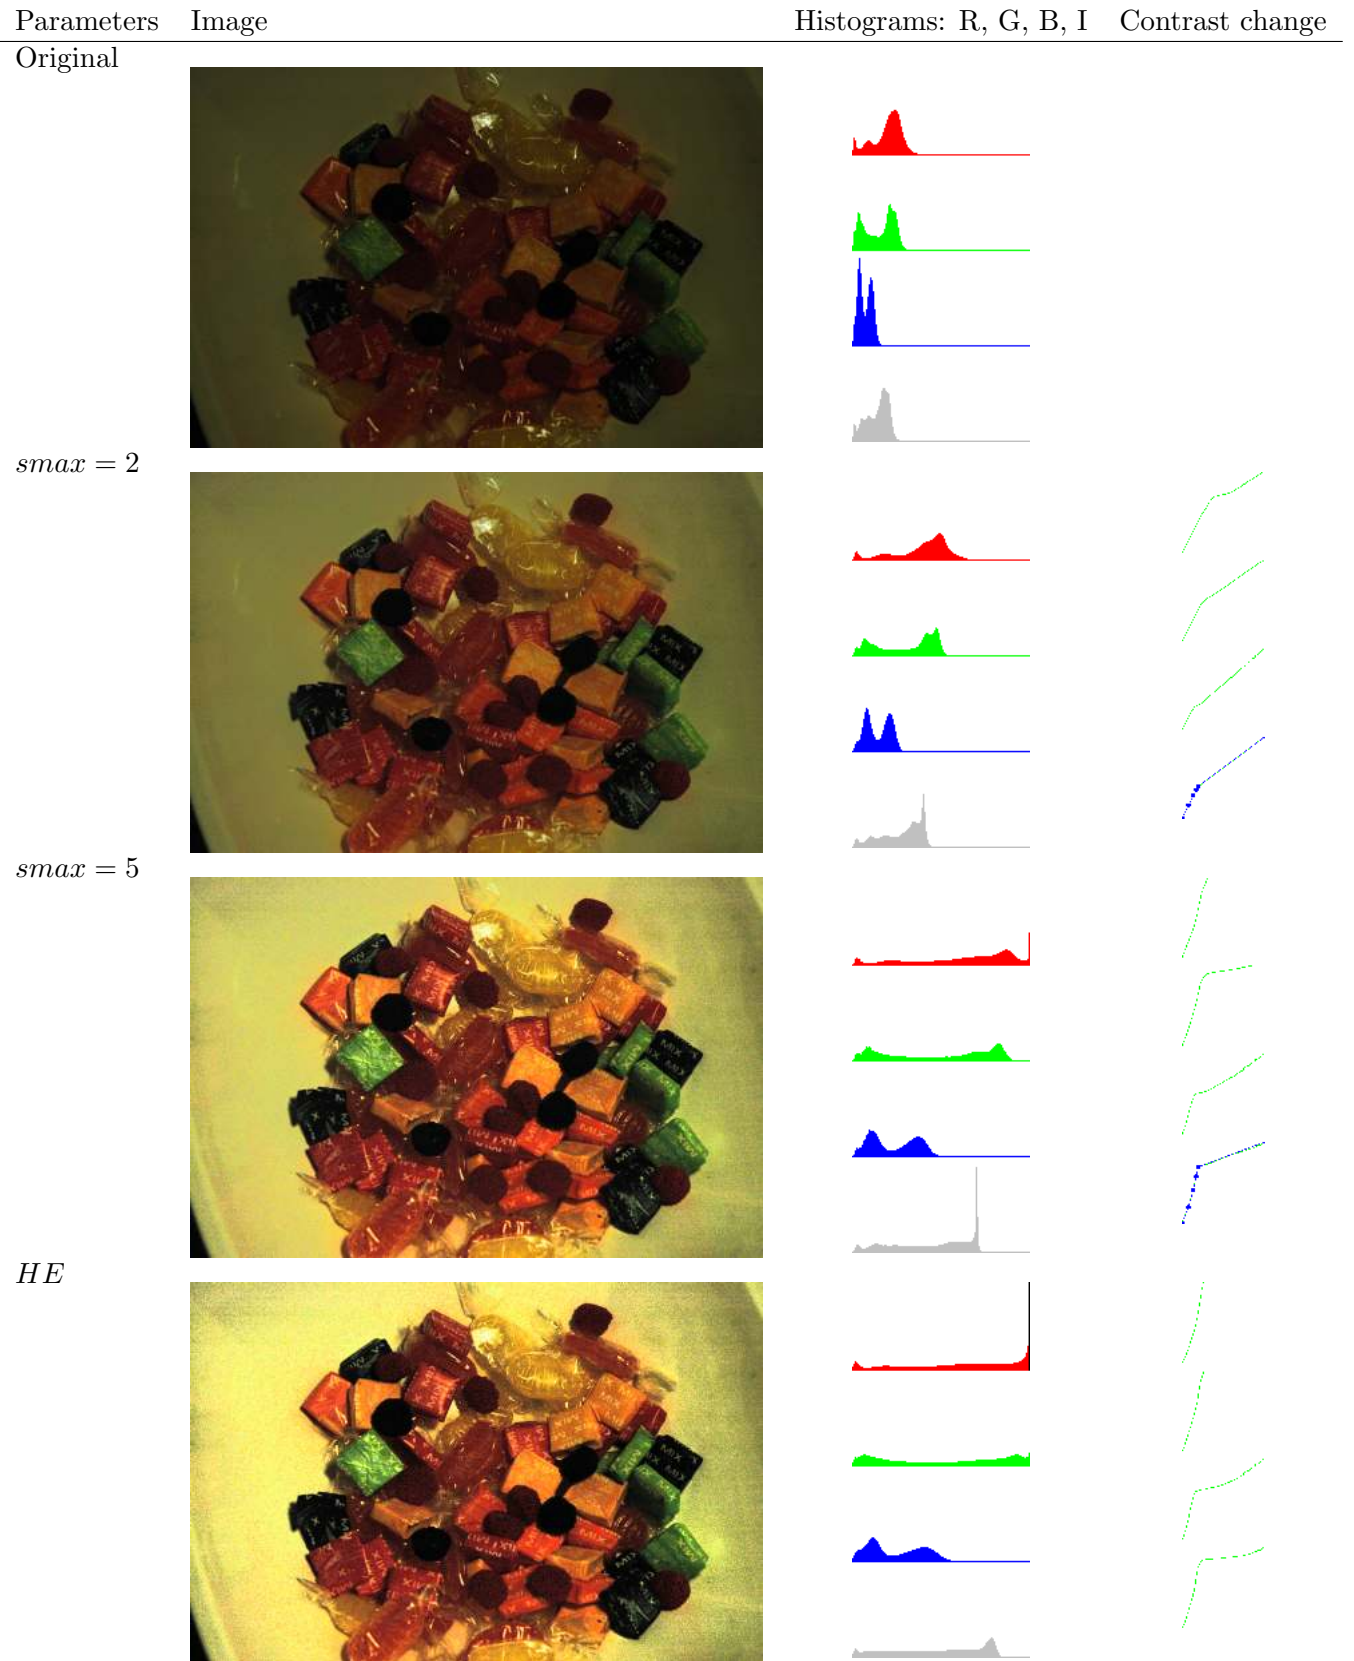 Parameters Image Histograms: R, G, B, I Contrast change
Original
smax = 2
smax = 5
HE